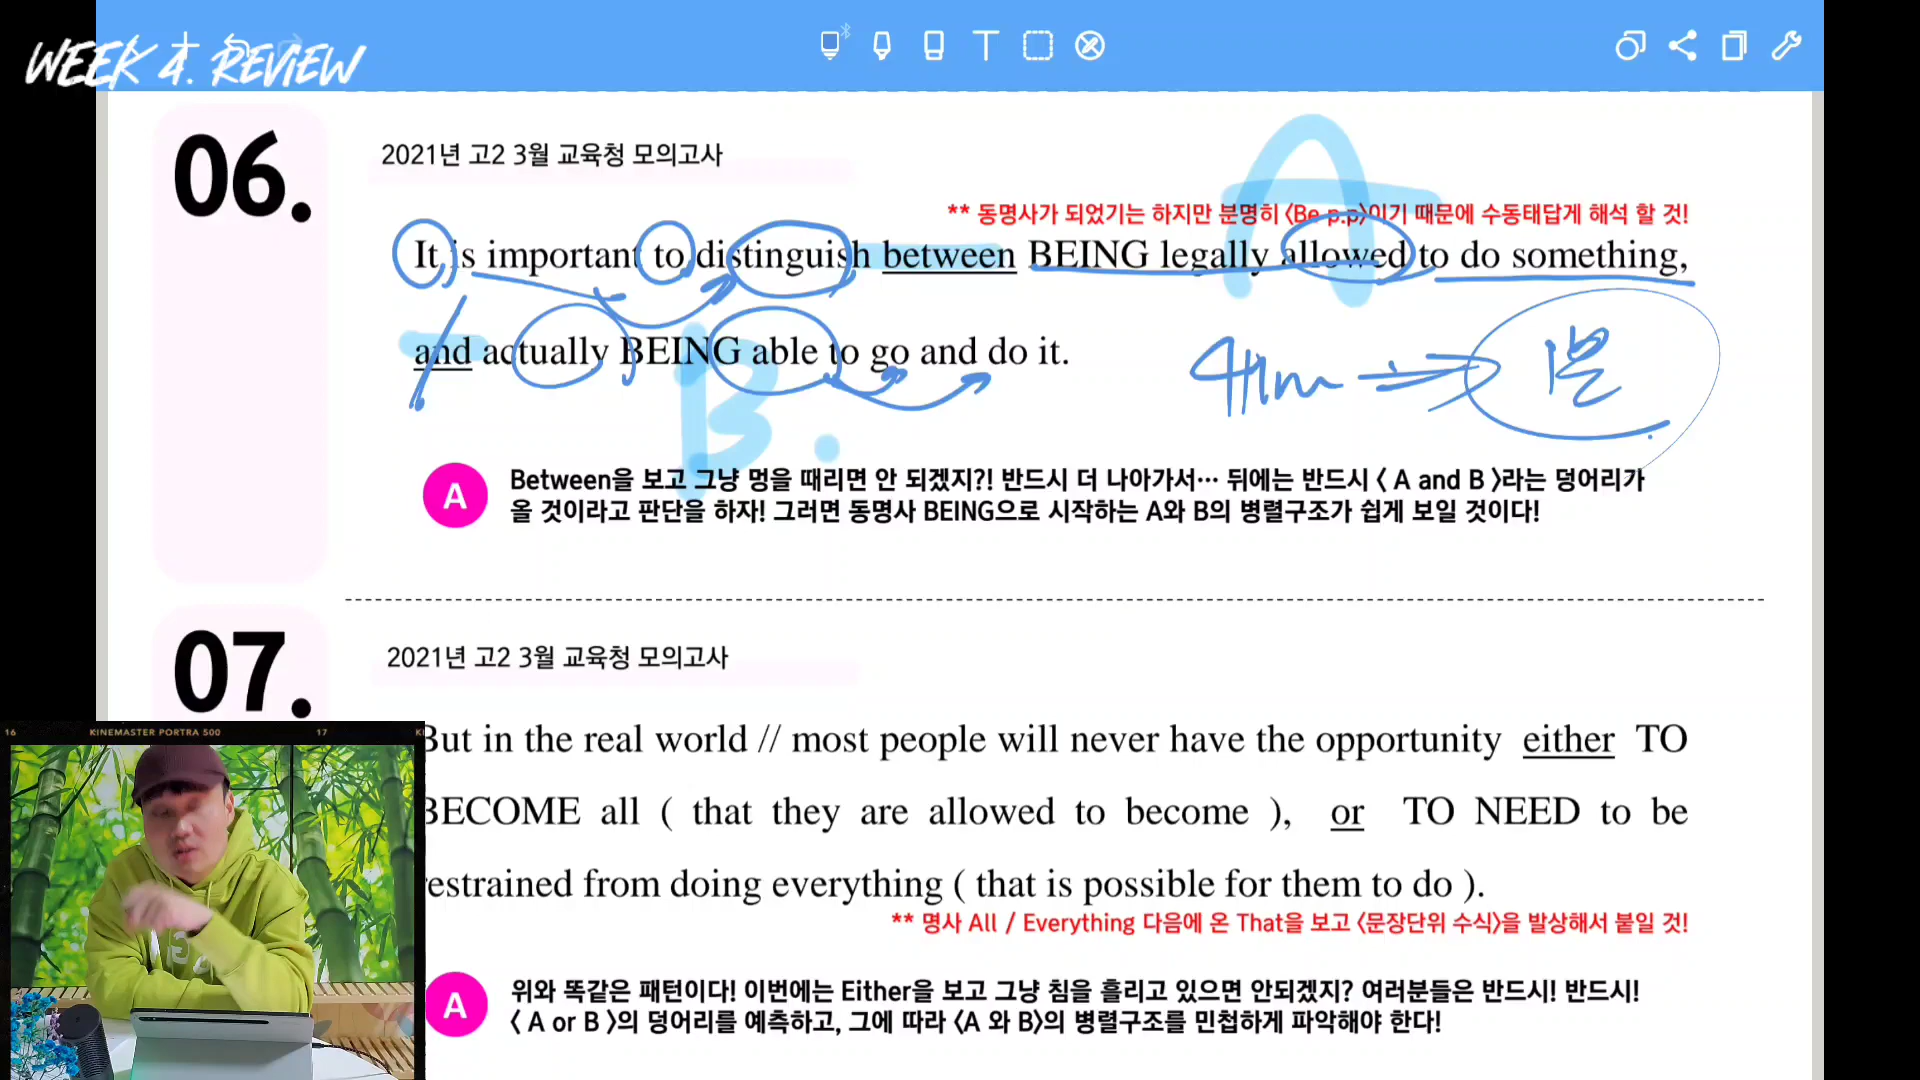 WEEK 4. REVIEW
06.
2021년 고2 3월 교육청 모의고사
** 동명사가 되었기는 하지만 분명히 〈Be p.p〉이기 때문에 수동태답게 해석 할 것!
It is important to distinguish between BEING legally allowed to do something,
and actually BEING able to go and do it.
A
B.
A
Between을 보고 그냥 멍을 때리면 안 되겠지?! 반드시 더 나아가서··· 뒤에는 반드시 〈 A and B 〉라는 덩어리가
올 것이라고 판단을 하자! 그러면 동명사 BEING으로 시작하는 A와 B의 병렬구조가 쉽게 보일 것이다!
07.
2021년 고2 3월 교육청 모의고사
But in the real world // most people will never have the opportunity either TO
BECOME all ( that they are allowed to become ), or TO NEED to be
restrained from doing everything ( that is possible for them to do ).
** 명사 All / Everything 다음에 온 That을 보고 〈문장단위 수식〉을 발상해서 붙일 것!
A
위와 똑같은 패턴이다! 이번에는 Either을 보고 그냥 침을 흘리고 있으면 안되겠지? 여러분들은 반드시! 반드시!
〈 A or B 〉의 덩어리를 예측하고, 그에 따라 〈A 와 B〉의 병렬구조를 민첩하게 파악해야 한다!
16 KINEMASTER PORTRA 500 17